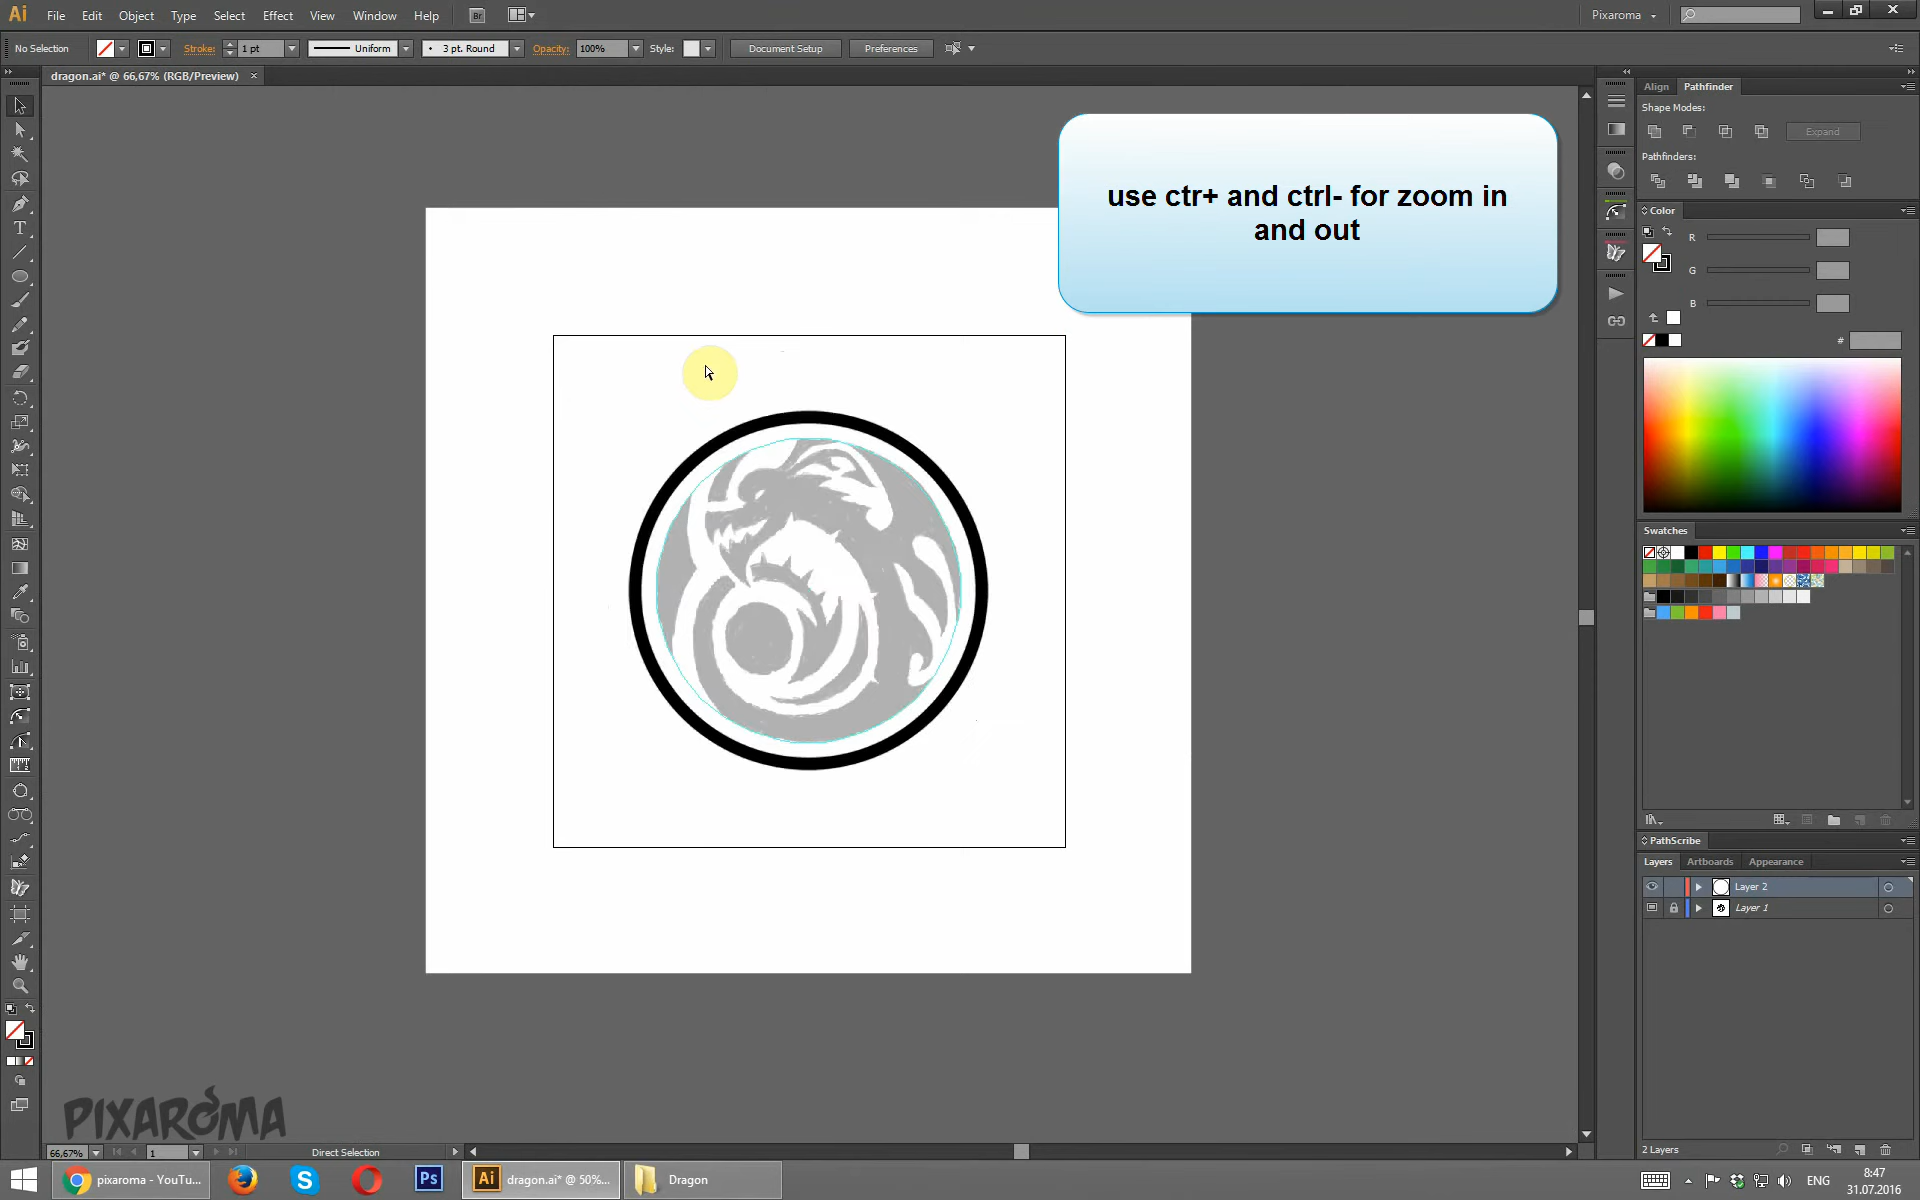 Ai File Edit Object Type Select Effect View Window Help Br Pixaroma
No Selection Stroke: 1 pt Uniform 3 pt. Round Opacity: 100% Style: Document Setup Preferences
dragon.ai* @ 66,67% (RGB/Preview)
Align Pathfinder
Shape Modes:
Expand
Pathfinders:
use ctr+ and ctrl- for zoom in
and out
Color
R
G
B
#
Swatches
PathScribe
Layers Artboards Appearance
Layer 2
Layer 1
PIXAROMA
66,67% 1 Direct Selection
2 Layers
pixaroma - YouTu... S Ps Ai dragon.ai* @ 50%... Dragon ENG 8:47
31.07.2016